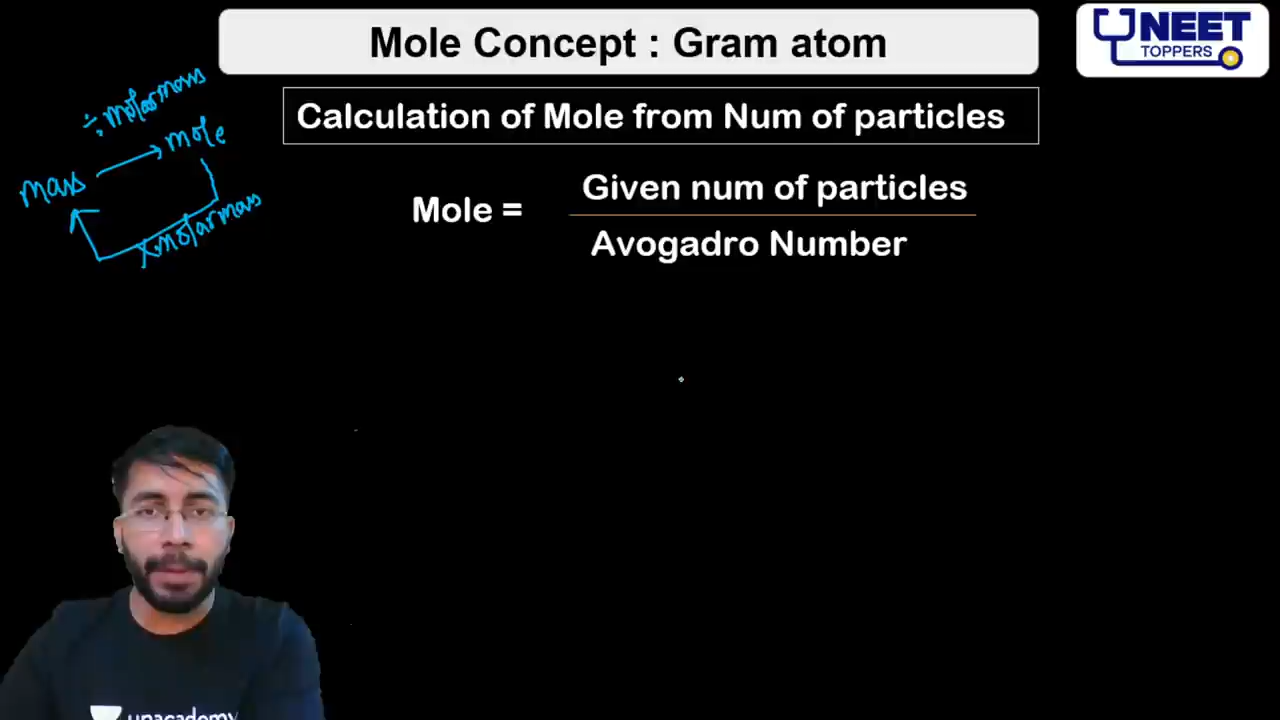 Mole Concept : Gram atom
NEET
TOPPERS
Calculation of Mole from Num of particles
÷molar mass
mass
mole
×molar mass
Mole =
Given num of particles
Avogadro Number
unacademy